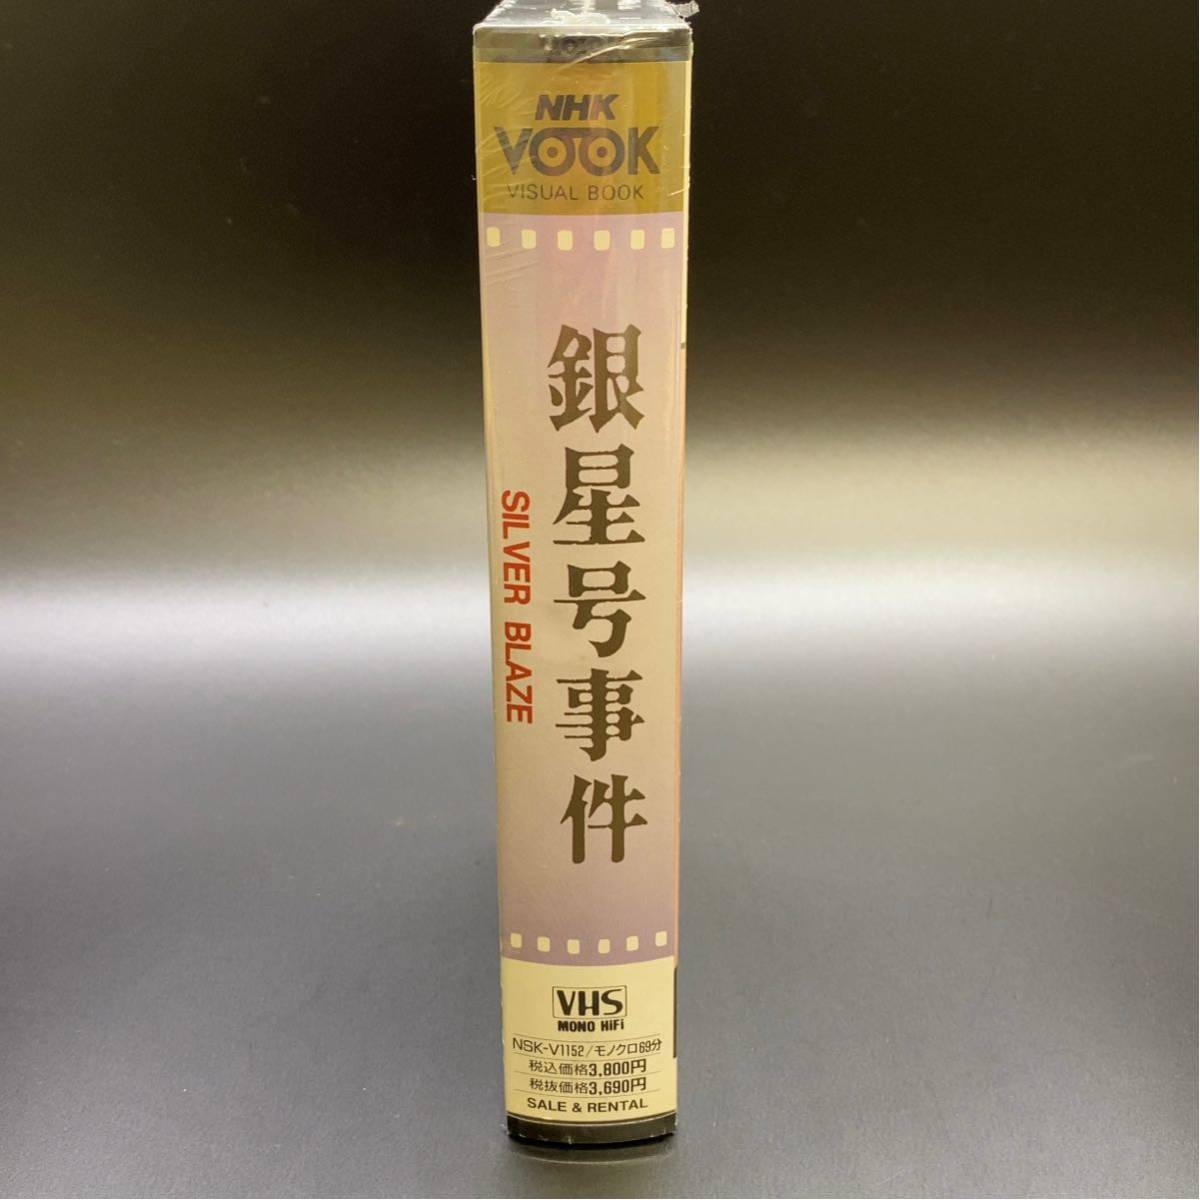 NHK
VOOK
VISUAL BOOK
銀星号事件
SILVER BLAZE
VHS
MONO HiFi
NSK-V1152/モノクロ69分
税込価格3,800円
税抜価格3,690円
SALE & RENTAL